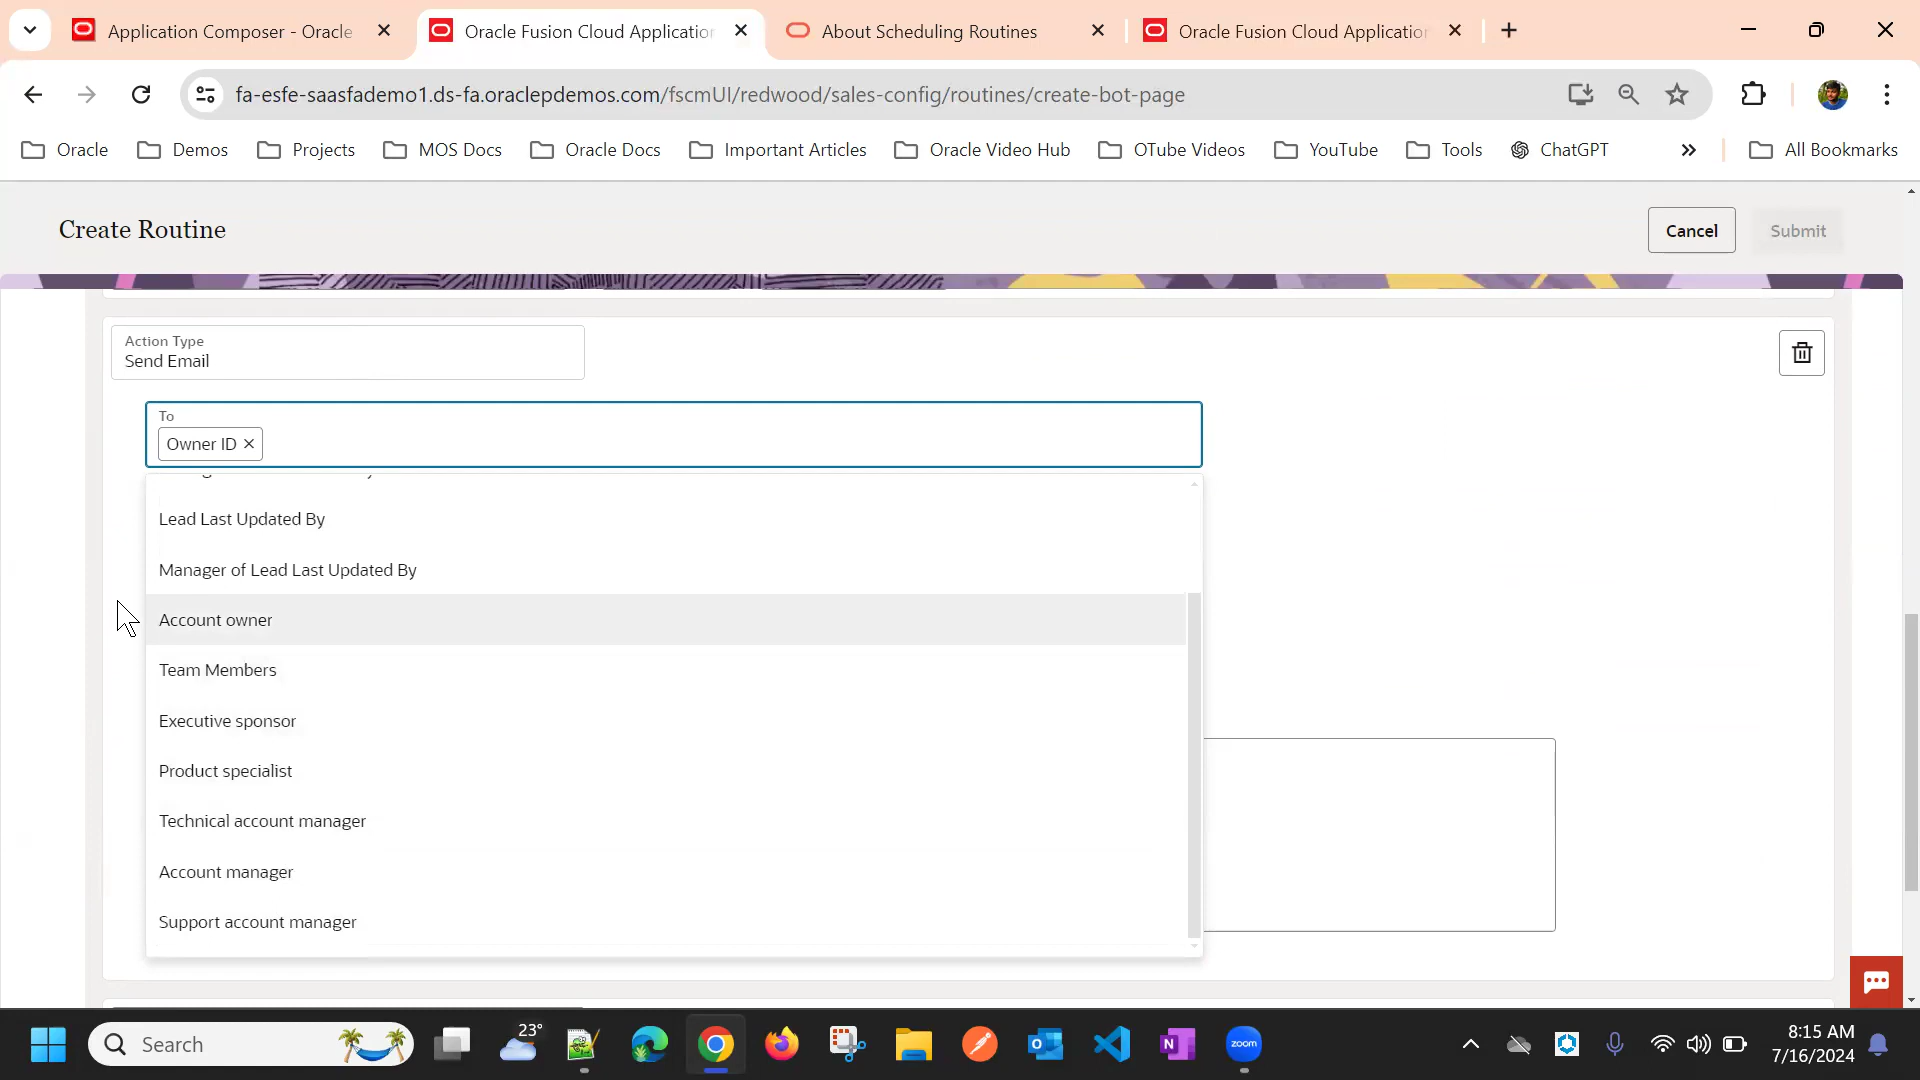 Application Composer - Oracle
Oracle Fusion Cloud Application
About Scheduling Routines
Oracle Fusion Cloud Application
fa-esfe-saasfademo1.ds-fa.oraclepdemos.com/fscmUI/redwood/sales-config/routines/create-bot-page
Oracle
Demos
Projects
MOS Docs
Oracle Docs
Important Articles
Oracle Video Hub
OTube Videos
YouTube
Tools
ChatGPT
All Bookmarks
Create Routine
Cancel
Submit
Action Type
Send Email
To
Owner ID
Lead Last Updated By
Manager of Lead Last Updated By
Account owner
Team Members
Executive sponsor
Product specialist
Technical account manager
Account manager
Support account manager
Search
23°
zoom
8:15 AM
7/16/2024